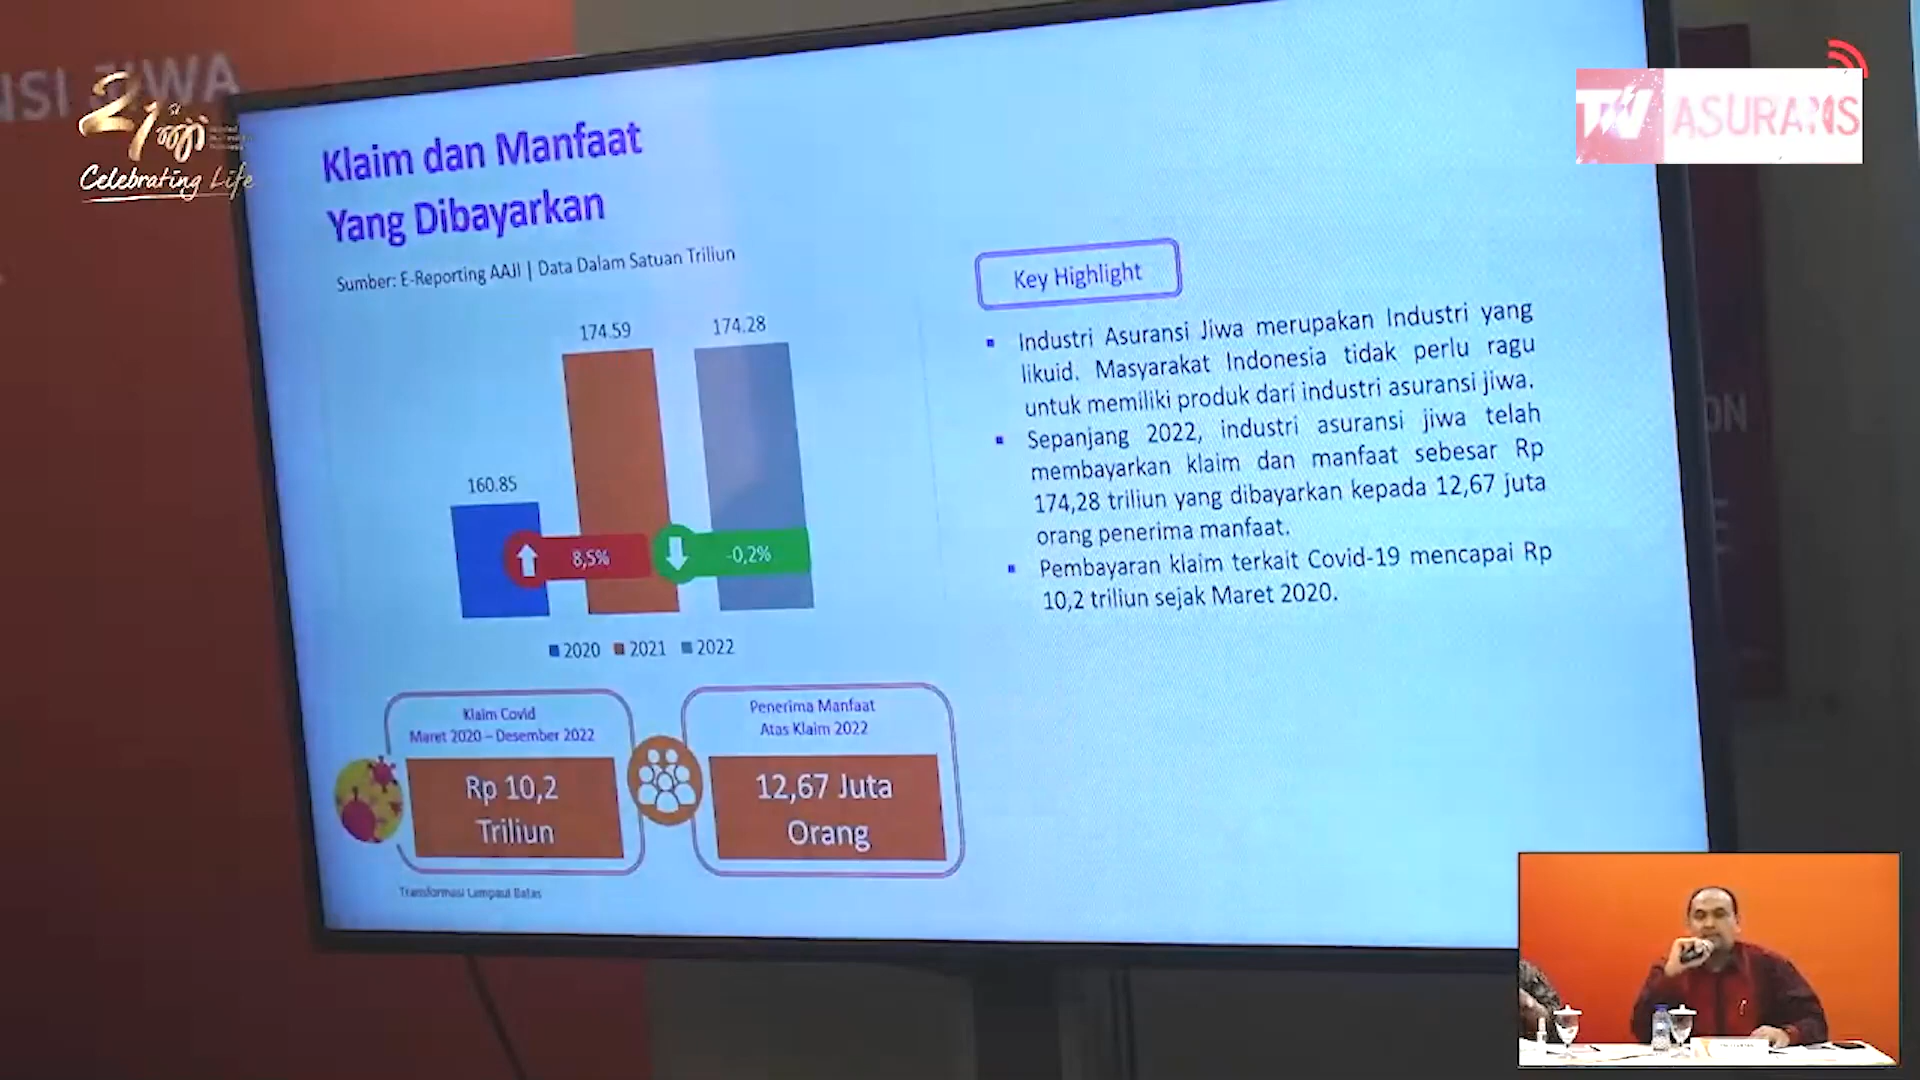 NSI JIWA
21
Celebrating Life
TV ASURANS
Klaim dan Manfaat
Yang Dibayarkan
Sumber: E-Reporting AAJI | Data Dalam Satuan Triliun
160.85
174.59
174.28
8,5%
-0,2%
2020 2021 2022
Klaim Covid
Maret 2020 – Desember 2022
Rp 10,2
Triliun
Penerima Manfaat
Atas Klaim 2022
12,67 Juta
Orang
Transformasi Lampaui Batas
Key Highlight
Industri Asuransi Jiwa merupakan Industri yang
likuid. Masyarakat Indonesia tidak perlu ragu
untuk memiliki produk dari industri asuransi jiwa.
Sepanjang 2022, industri asuransi jiwa telah
membayarkan klaim dan manfaat sebesar Rp
174,28 triliun yang dibayarkan kepada 12,67 juta
orang penerima manfaat.
Pembayaran klaim terkait Covid-19 mencapai Rp
10,2 triliun sejak Maret 2020.
ON